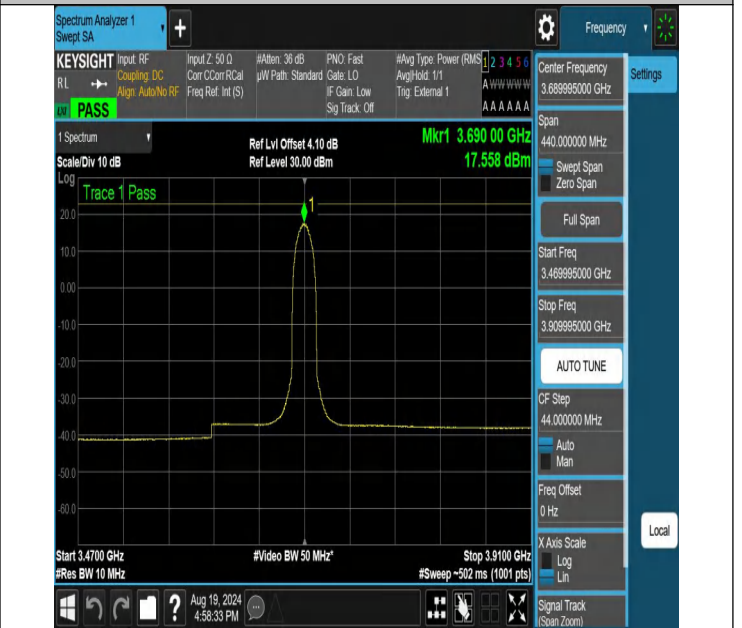 Spectrum Analyzer 1
Swept SA
+
Frequency
KEYSIGHT
RL
PASS
Input: RF
Coupling: DC
Align: Auto/No RF
Input Z: 50 Ω
Corr CCorr RCal
Freq Ref: Int (S)
#Atten: 36 dB
µW Path: Standard
PNO: Fast
Gate: LO
IF Gain: Low
Sig Track: Off
#Avg Type: Power (RMS
Avg|Hold: 1/1
Trig: External 1
1 2 3 4 5 6
A W W W W W
A A A A A A
1 Spectrum
Scale/Div 10 dB
Log
Ref Lvl Offset 4.10 dB
Ref Level 30.00 dBm
Mkr1 3.690 00 GHz
17.558 dBm
Trace 1 Pass
1
20.0
10.0
0.00
-10.0
-20.0
-30.0
-40.0
-50.0
-60.0
Start 3.4700 GHz
#Res BW 10 MHz
#Video BW 50 MHz*
Stop 3.9100 GHz
#Sweep ~502 ms (1001 pts)
Center Frequency
3.689995000 GHz
Settings
Span
440.000000 MHz
Swept Span
Zero Span
Full Span
Start Freq
3.469995000 GHz
Stop Freq
3.909995000 GHz
AUTO TUNE
CF Step
44.000000 MHz
Auto
Man
Freq Offset
0 Hz
X Axis Scale
Log
Lin
Local
Signal Track
(Span Zoom)
?
Aug 19, 2024
4:58:33 PM